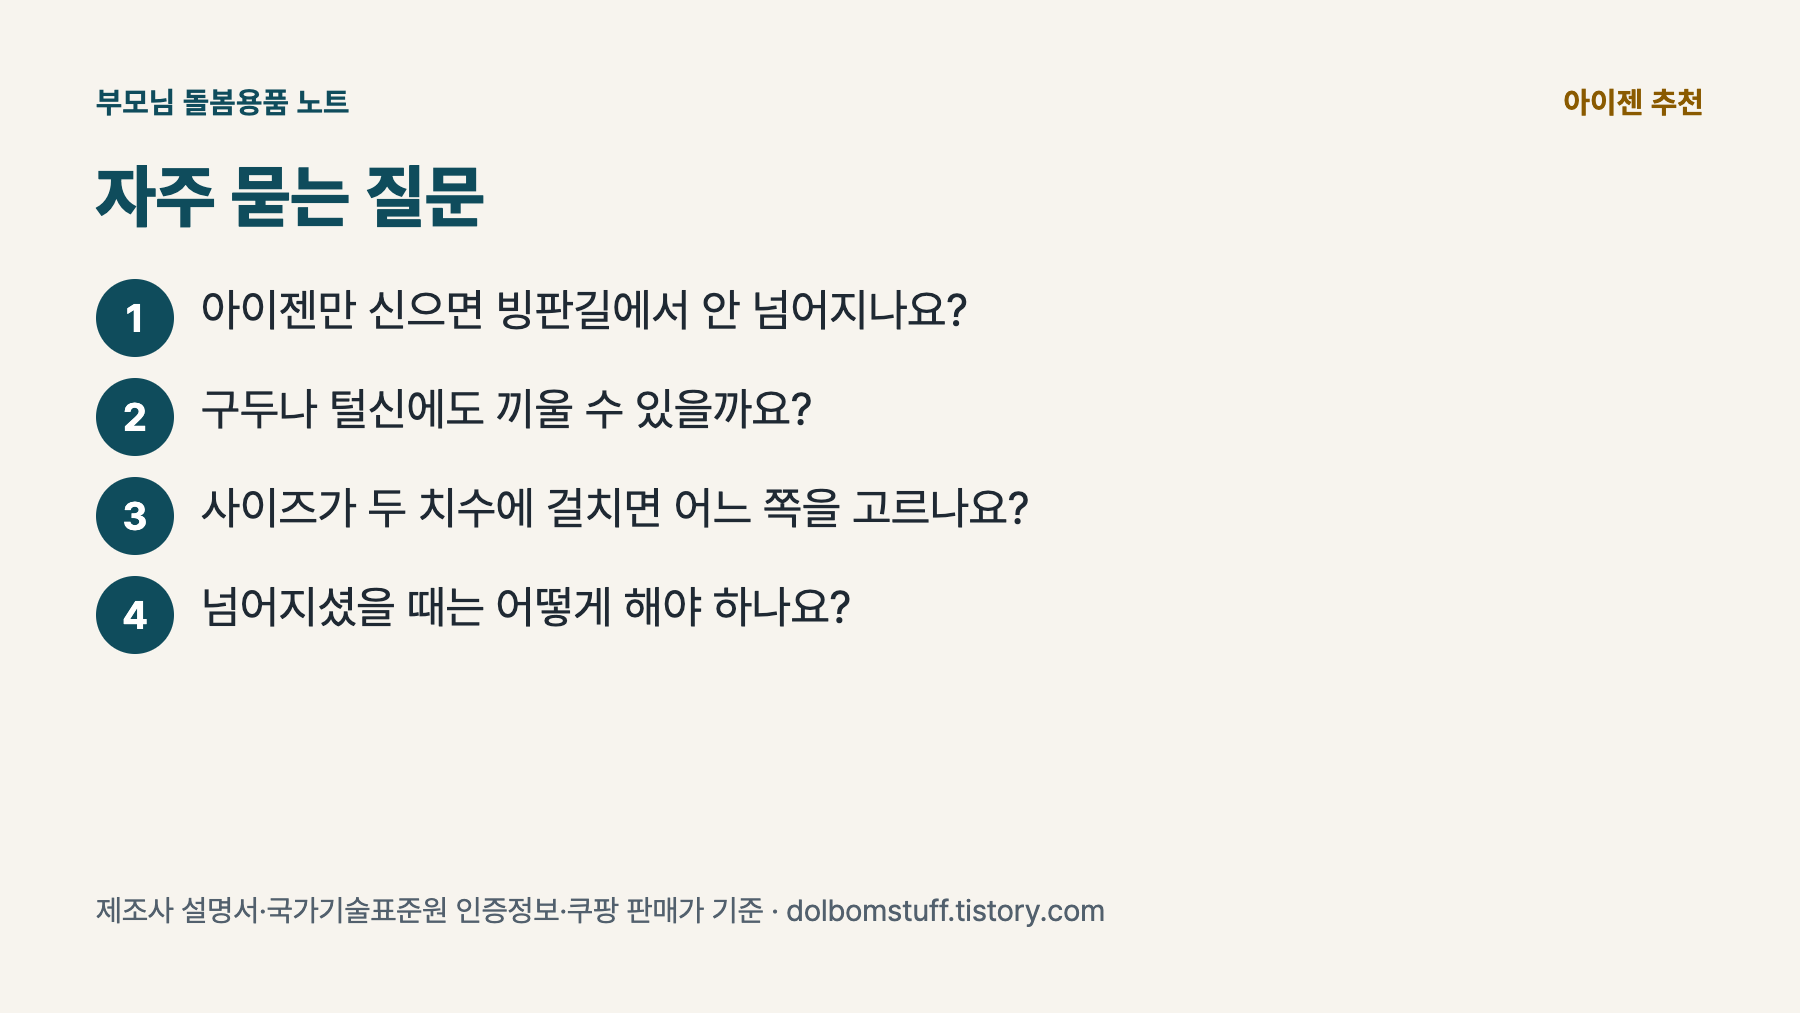 부모님 돌봄용품 노트
아이젠 추천
자주 묻는 질문
1 아이젠만 신으면 빙판길에서 안 넘어지나요?
2 구두나 털신에도 끼울 수 있을까요?
3 사이즈가 두 치수에 걸치면 어느 쪽을 고르나요?
4 넘어지셨을 때는 어떻게 해야 하나요?
제조사 설명서·국가기술표준원 인증정보·쿠팡 판매가 기준 · dolbomstuff.tistory.com